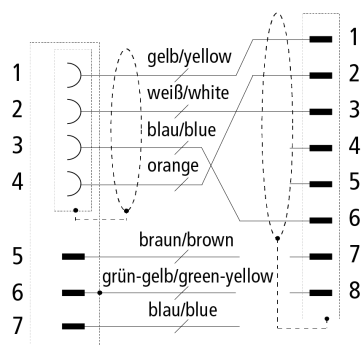 gelb/yellow
1
1
weiß/white
2
2
blau/blue
3
3
orange
4
4
5
6
braun/brown
5
7
grün-gelb/green-yellow
6
8
blau/blue
7